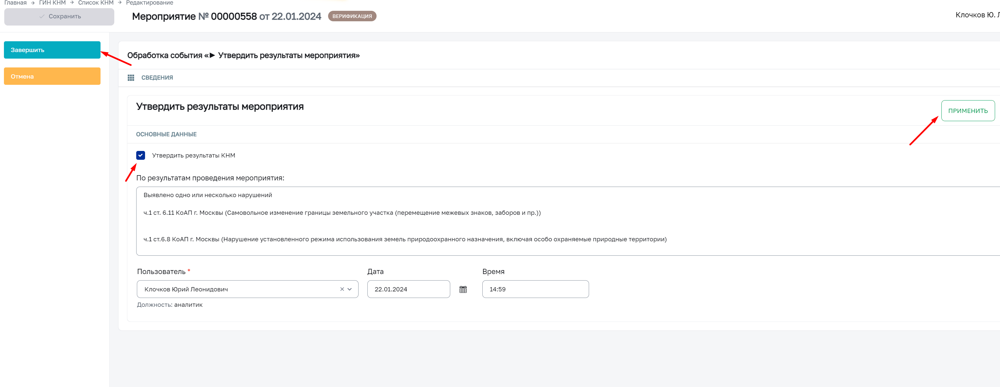 Главная → ГИН КНМ → Список КНМ → Редактирование
Сохранить
Мероприятие № 00000558 от 22.01.2024 ВЕРИФИКАЦИЯ
Клочков Ю.
Завершить
Отмена
Обработка события «► Утвердить результаты мероприятия»
СВЕДЕНИЯ
Утвердить результаты мероприятия
ПРИМЕНИТЬ
ОСНОВНЫЕ ДАННЫЕ
Утвердить результаты КНМ
По результатам проведения мероприятия:
Выявлено одно или несколько нарушений
ч.1 ст. 6.11 КоАП г. Москвы (Самовольное изменение границы земельного участка (перемещение межевых знаков, заборов и пр.))
ч.1 ст.6.8 КоАП г. Москвы (Нарушение установленного режима использования земель природоохранного назначения, включая особо охраняемые природные территории)
Пользователь * Дата Время
Клочков Юрий Леонидович 22.01.2024 14:59
Должность: аналитик